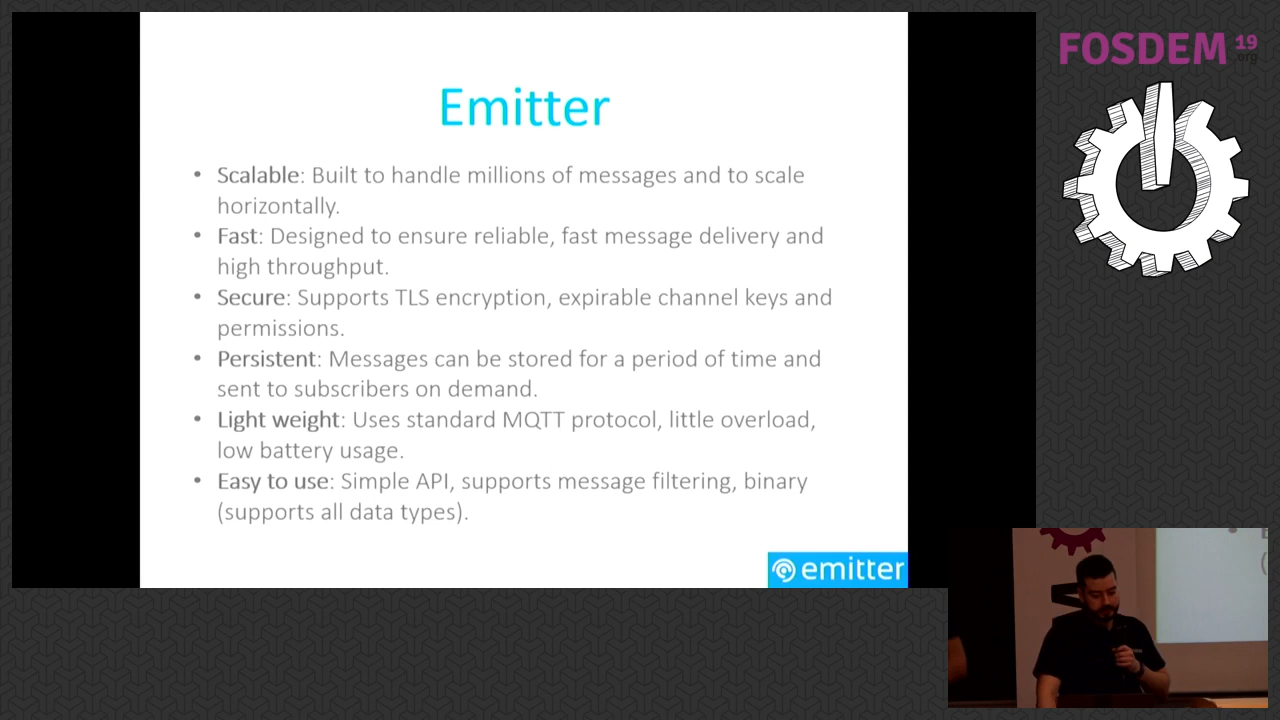 Emitter
• Scalable: Built to handle millions of messages and to scale
horizontally.
• Fast: Designed to ensure reliable, fast message delivery and
high throughput.
• Secure: Supports TLS encryption, expirable channel keys and
permissions.
• Persistent: Messages can be stored for a period of time and
sent to subscribers on demand.
• Light weight: Uses standard MQTT protocol, little overload,
low battery usage.
• Easy to use: Simple API, supports message filtering, binary
(supports all data types).
emitter
FOSDEM 19
.org